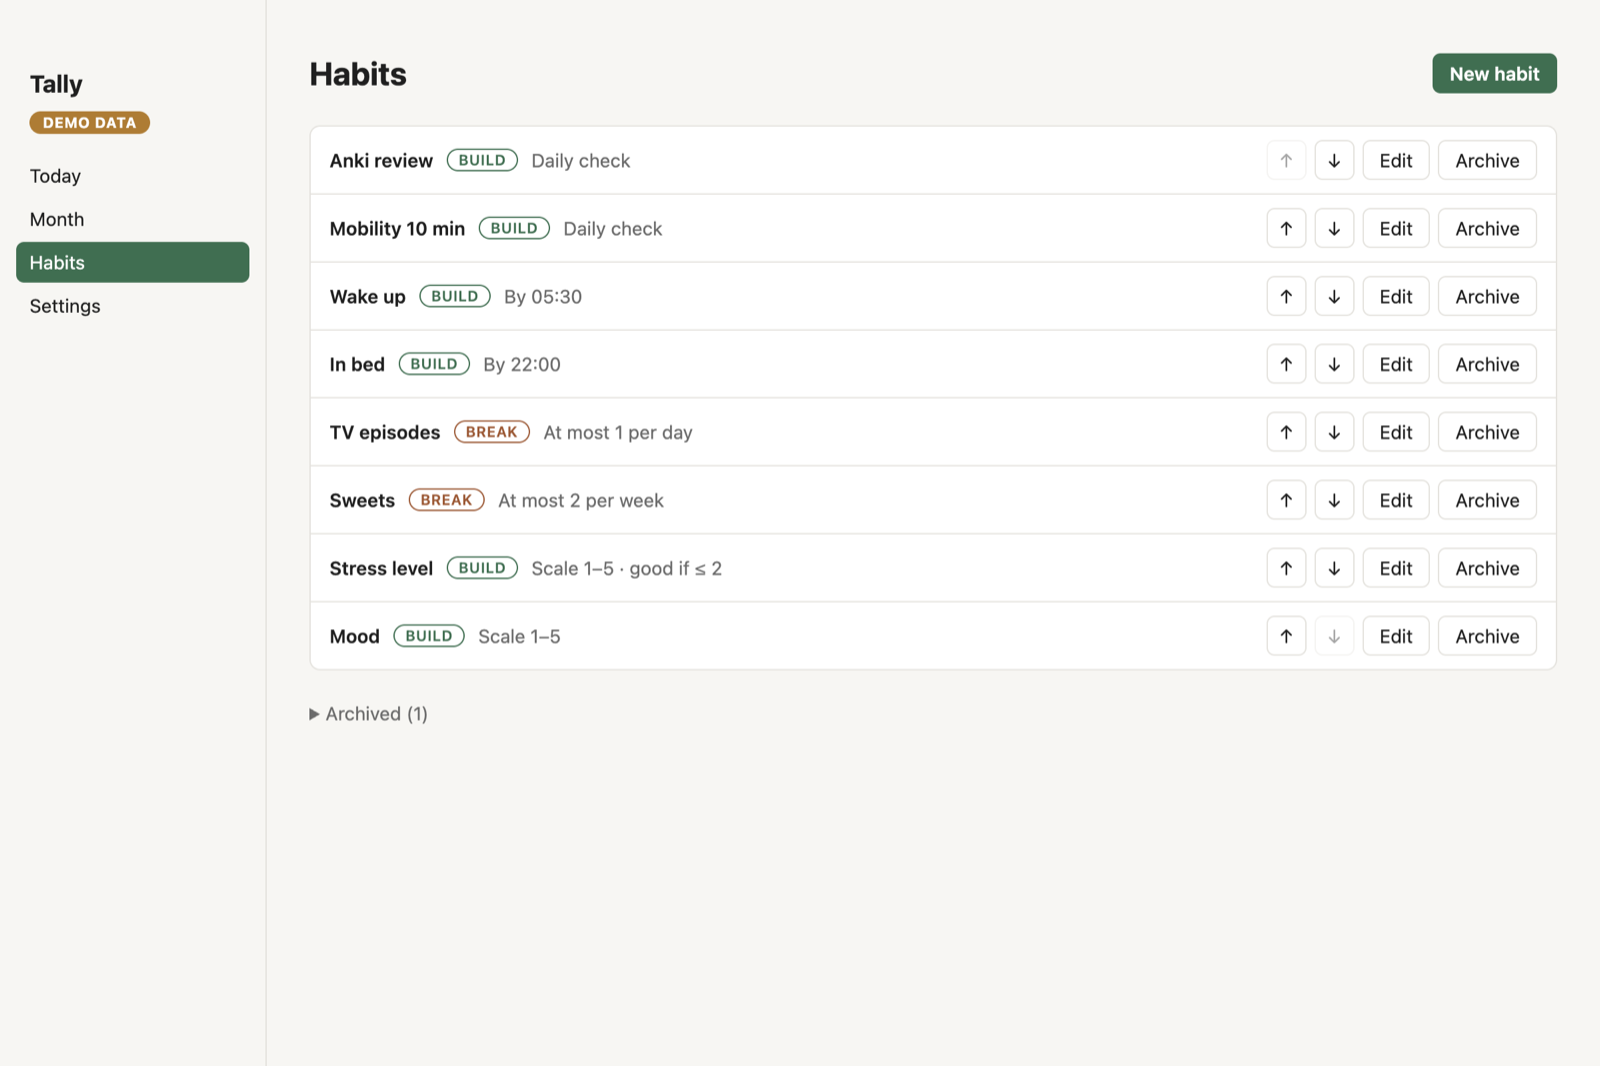 Tally
DEMO DATA
Today
Month
Habits
Settings
Habits
New habit
Anki review BUILD Daily check ↑ ↓ Edit Archive
Mobility 10 min BUILD Daily check ↑ ↓ Edit Archive
Wake up BUILD By 05:30 ↑ ↓ Edit Archive
In bed BUILD By 22:00 ↑ ↓ Edit Archive
TV episodes BREAK At most 1 per day ↑ ↓ Edit Archive
Sweets BREAK At most 2 per week ↑ ↓ Edit Archive
Stress level BUILD Scale 1–5 · good if ≤ 2 ↑ ↓ Edit Archive
Mood BUILD Scale 1–5 ↑ ↓ Edit Archive
▶ Archived (1)